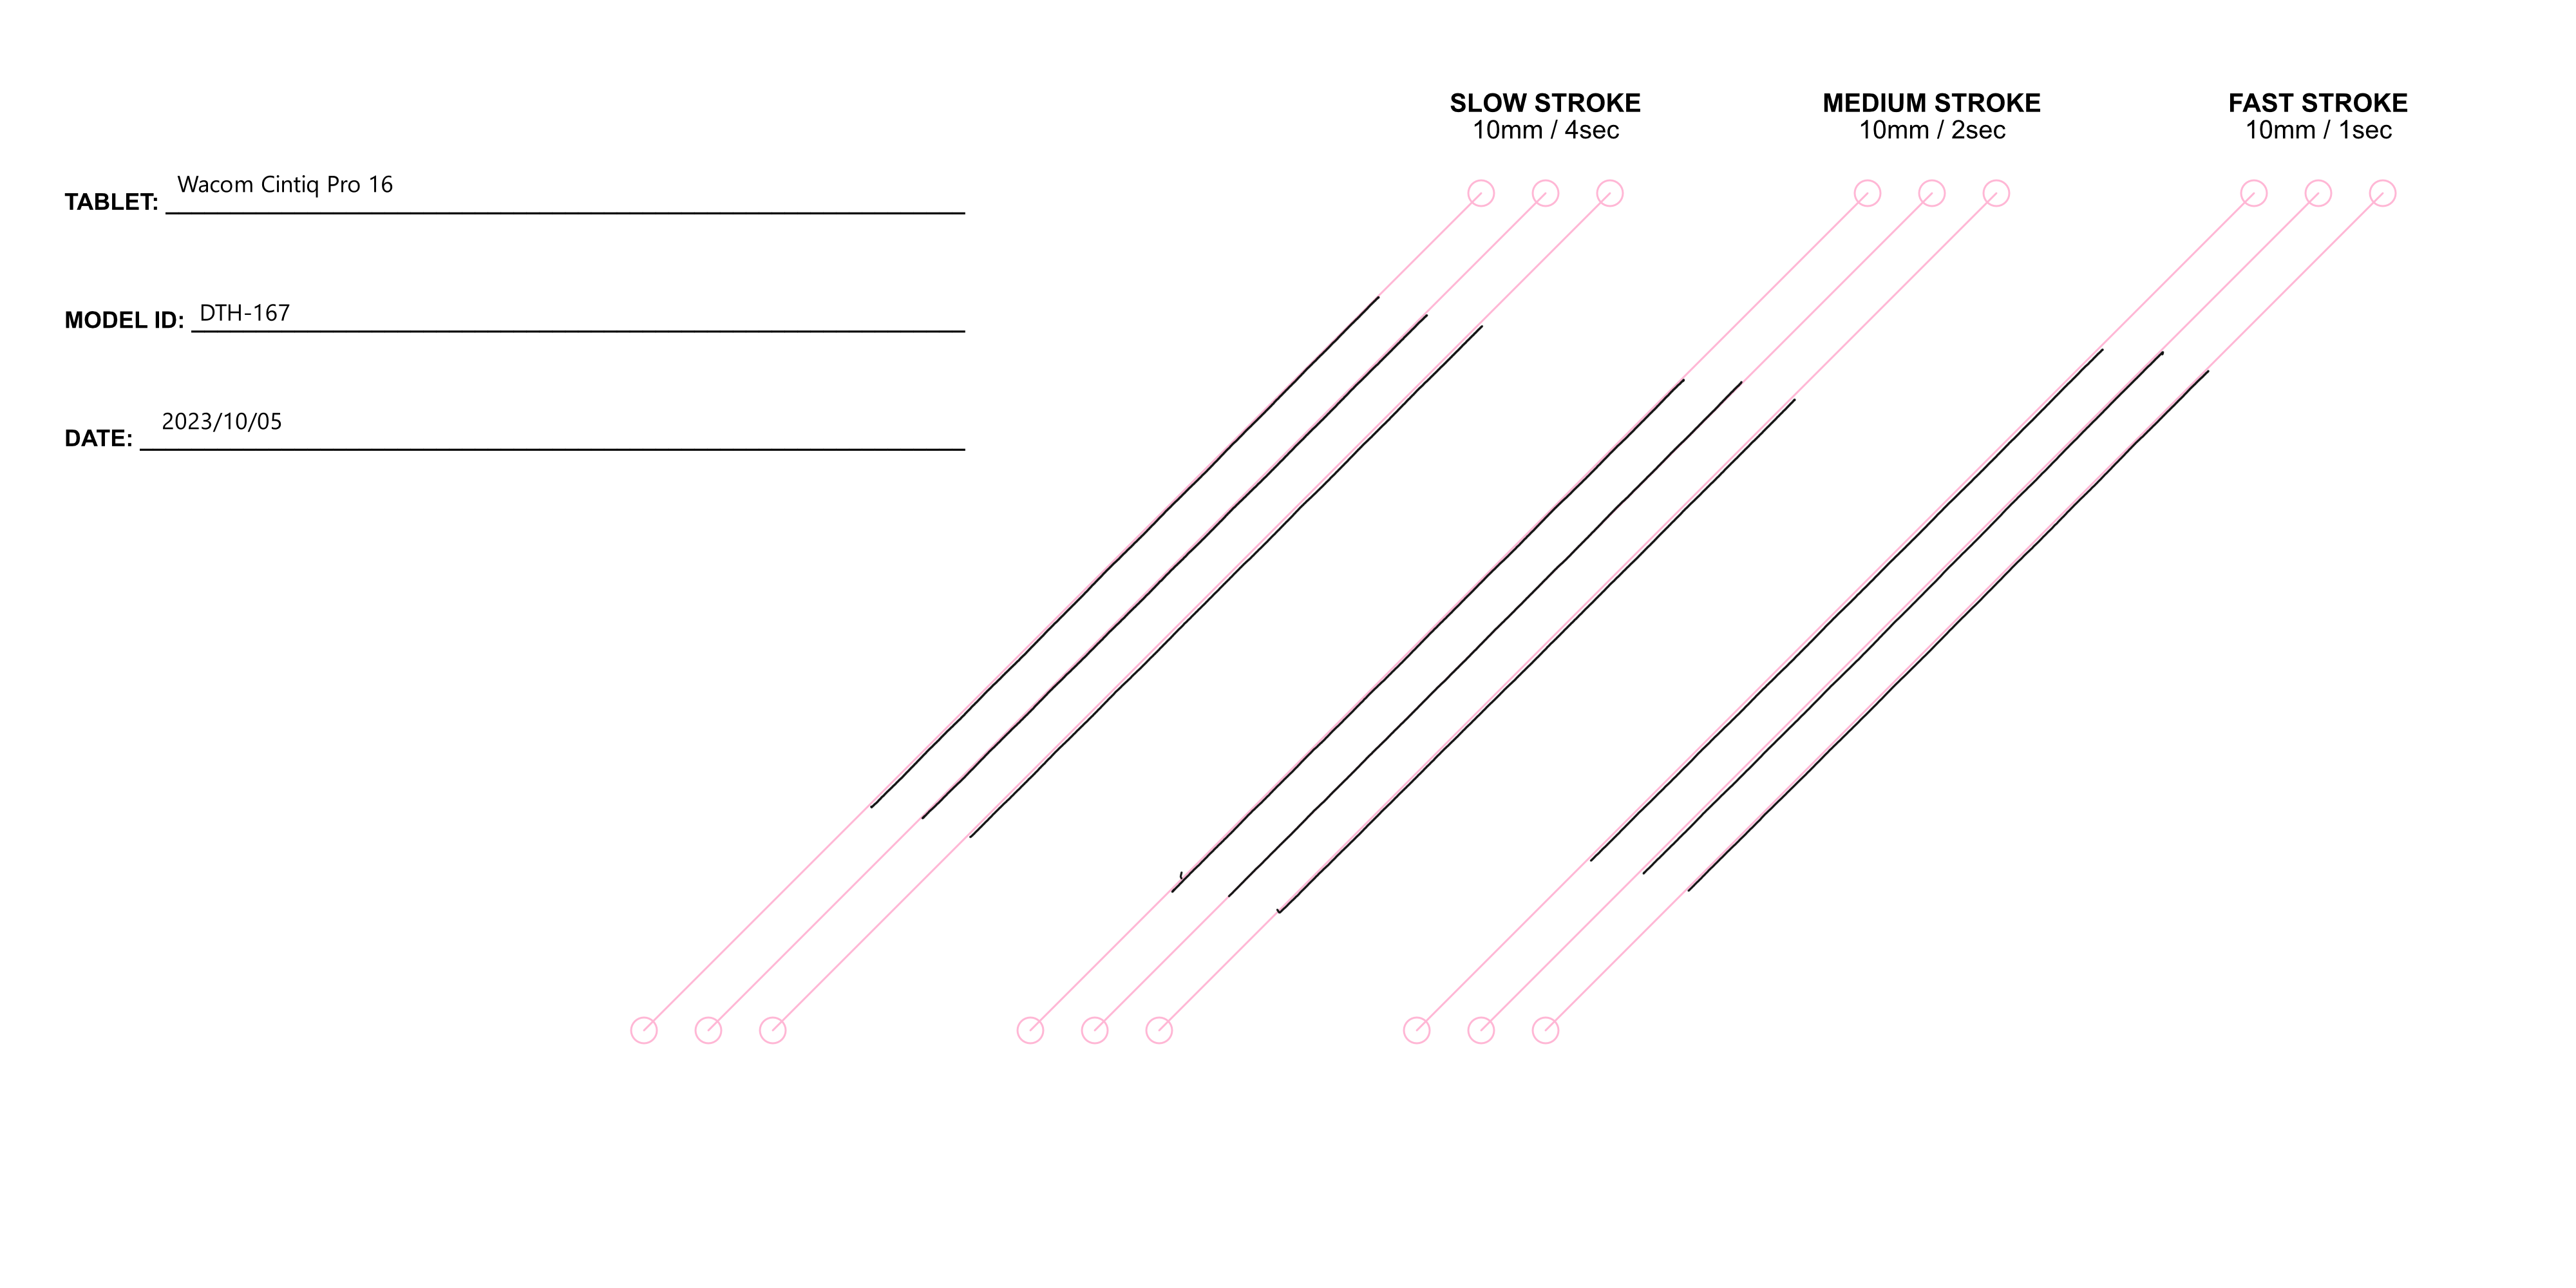 SLOW STROKE
10mm / 4sec
MEDIUM STROKE
10mm / 2sec
FAST STROKE
10mm / 1sec
TABLET: Wacom Cintiq Pro 16
MODEL ID: DTH-167
DATE: 2023/10/05